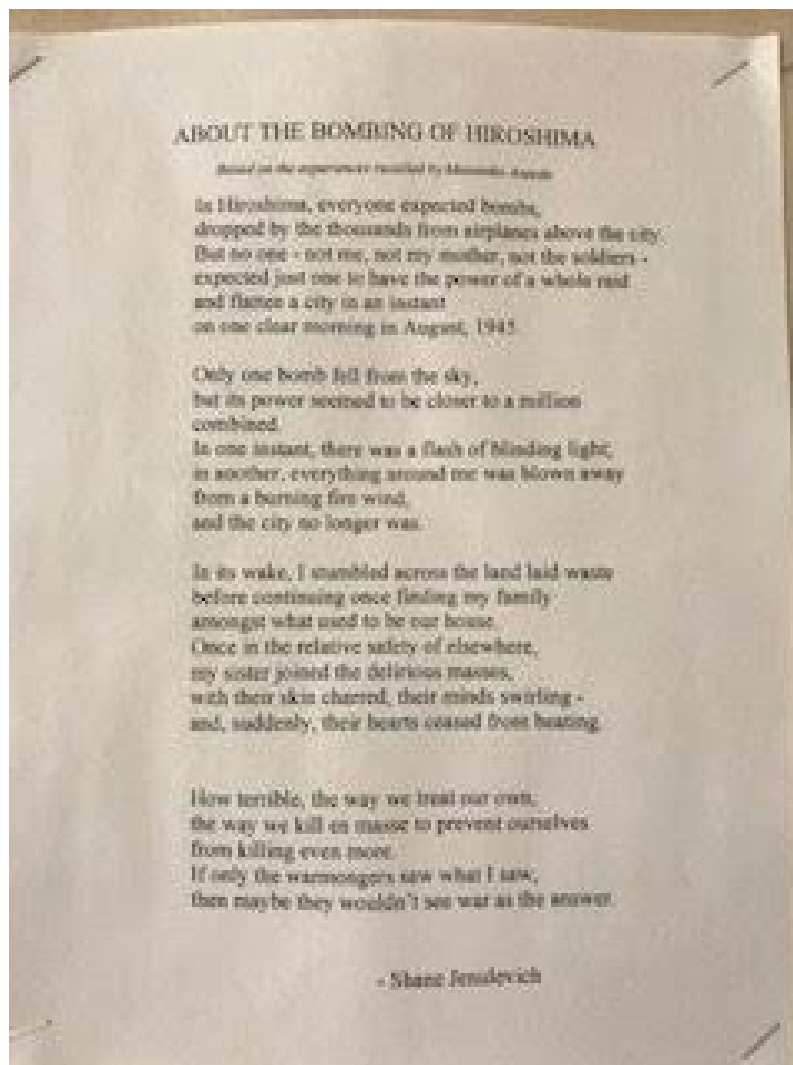 ABOUT THE BOMBING OF HIROSHIMA
Based on the experiences recalled by
In Hiroshima, everyone expected bombs,
dropped by the thousands from airplanes above the city.
But no one - not me, not my mother, not the soldiers -
expected just one to have the power of a whole raid
and flatten a city in an instant
on one clear morning in August, 1945.
Only one bomb fell from the sky,
but its power seemed to be closer to a million
combined.
In one instant, there was a flash of blinding light,
in another, everything around me was blown away
from a burning fire wind,
and the city no longer was.
In its wake, I stumbled across the land laid waste
before continuing once finding my family
amongst what used to be our house.
Once in the relative safety of elsewhere,
my sister joined the delirious masses,
with their skin charred, their minds swirling -
and, suddenly, their hearts ceased from beating.
How terrible, the way we treat our own,
the way we kill en masse to prevent ourselves
from killing even more.
If only the warmongers saw what I saw,
then maybe they wouldn't see war as the answer.
- Shane